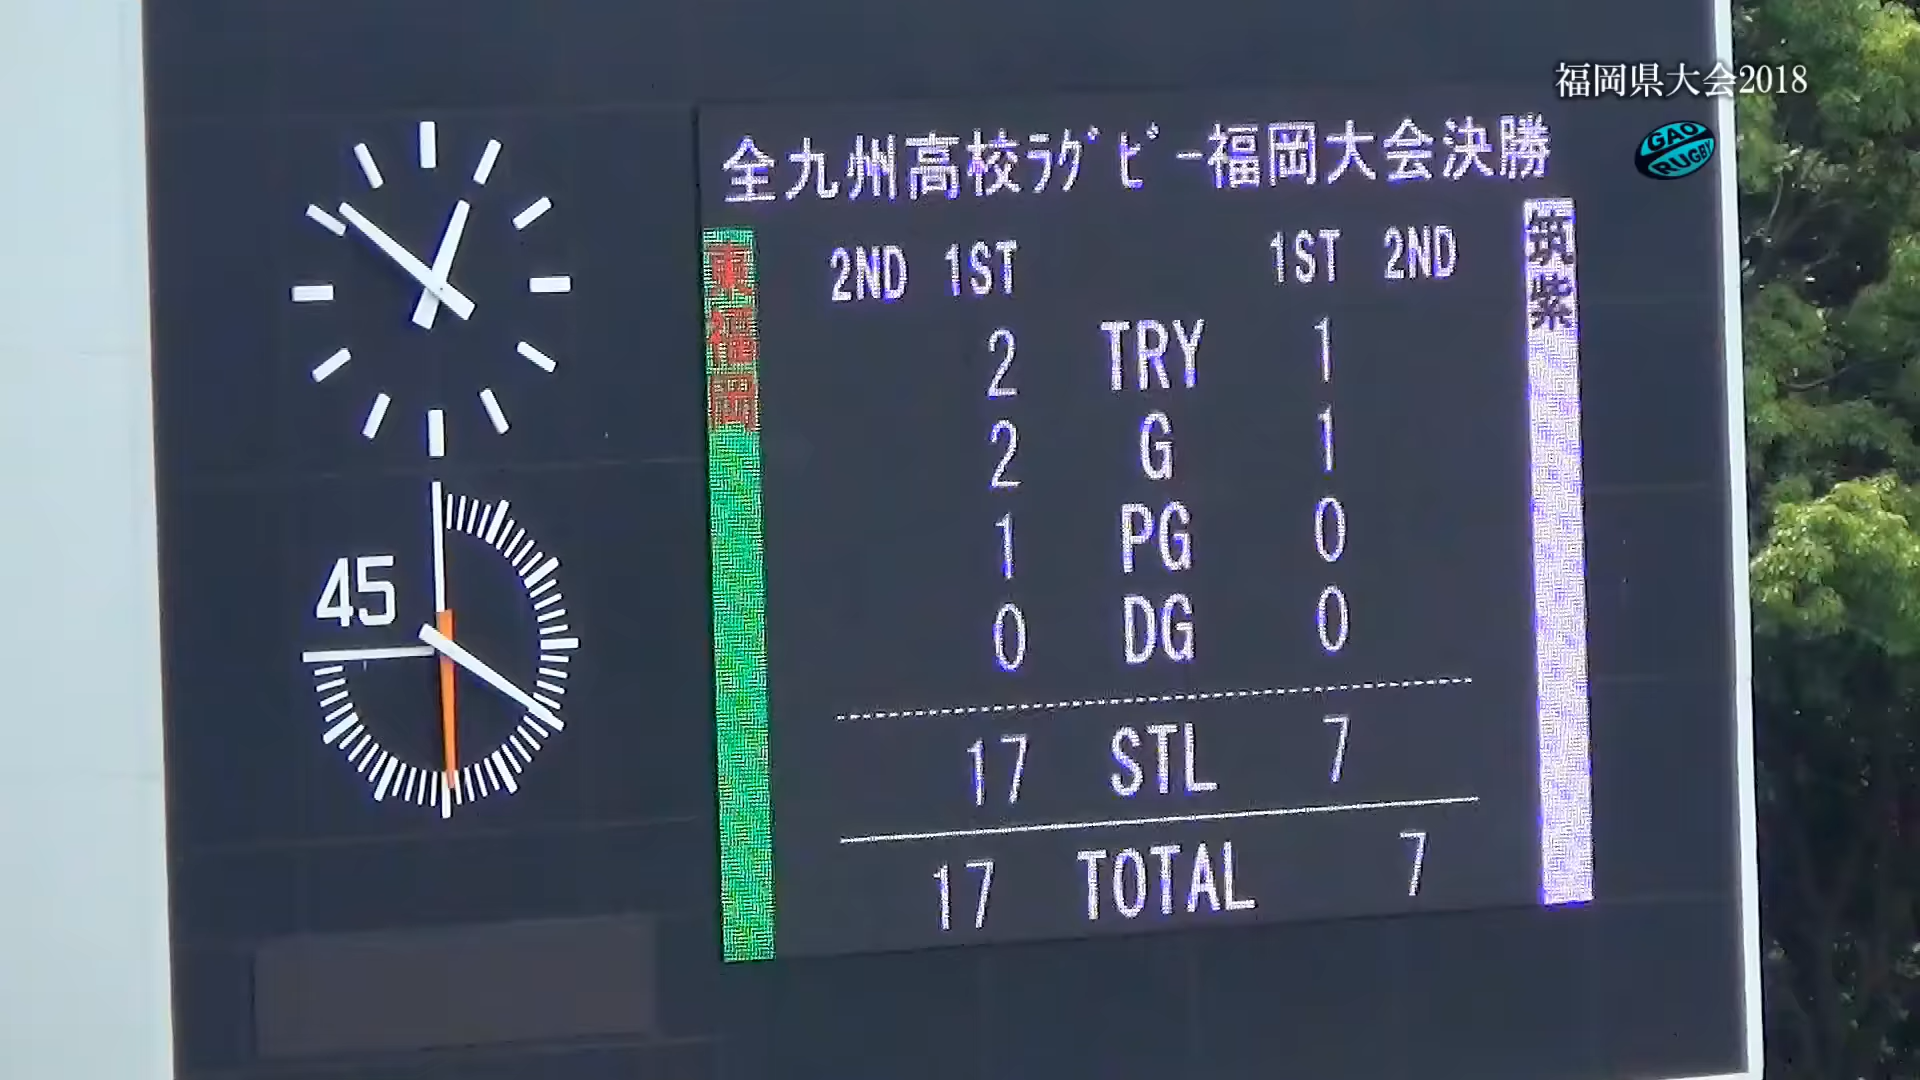 福岡県大会2018
GAO
RUGBY
全九州高校ﾗｸﾞﾋﾞｰ福岡大会決勝
東福岡
筑紫
2ND 1ST 1ST 2ND
2 TRY 1
2 G 1
1 PG 0
0 DG 0
17 STL 7
17 TOTAL 7
45